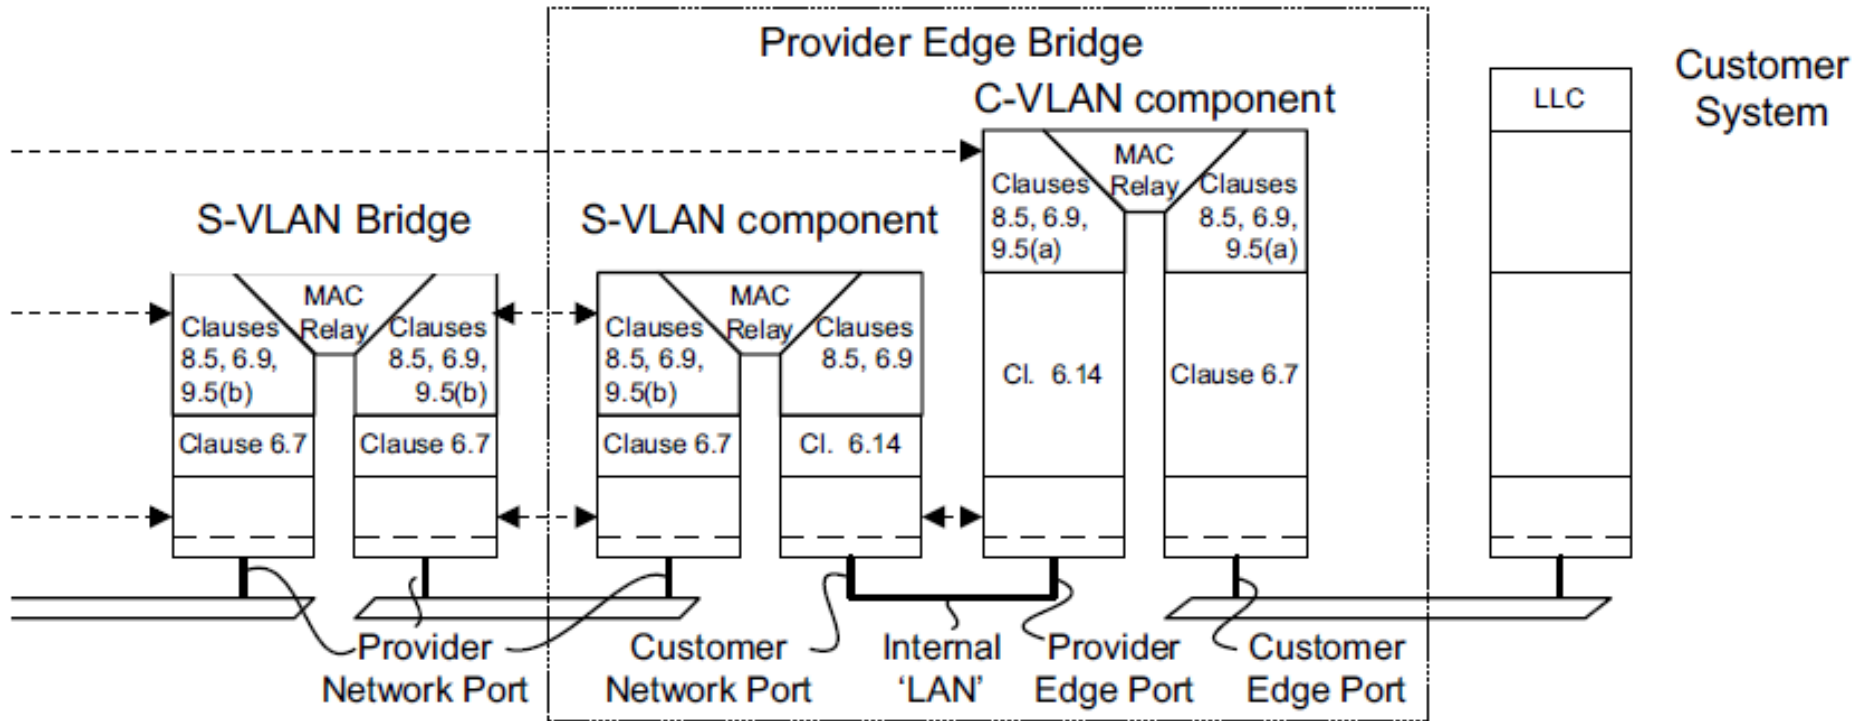 Provider Edge Bridge
Customer
System
C-VLAN component
LLC
MAC
Relay
Clauses
8.5, 6.9,
9.5(a)
Clauses
8.5, 6.9,
9.5(a)
S-VLAN Bridge
S-VLAN component
MAC
Relay
Clauses
8.5, 6.9,
9.5(b)
Clauses
8.5, 6.9,
9.5(b)
MAC
Relay
Clauses
8.5, 6.9,
9.5(b)
Clauses
8.5, 6.9
Cl. 6.14
Clause 6.7
Clause 6.7
Clause 6.7
Clause 6.7
Cl. 6.14
Provider
Network Port
Customer
Network Port
Internal
‘LAN’
Provider
Edge Port
Customer
Edge Port